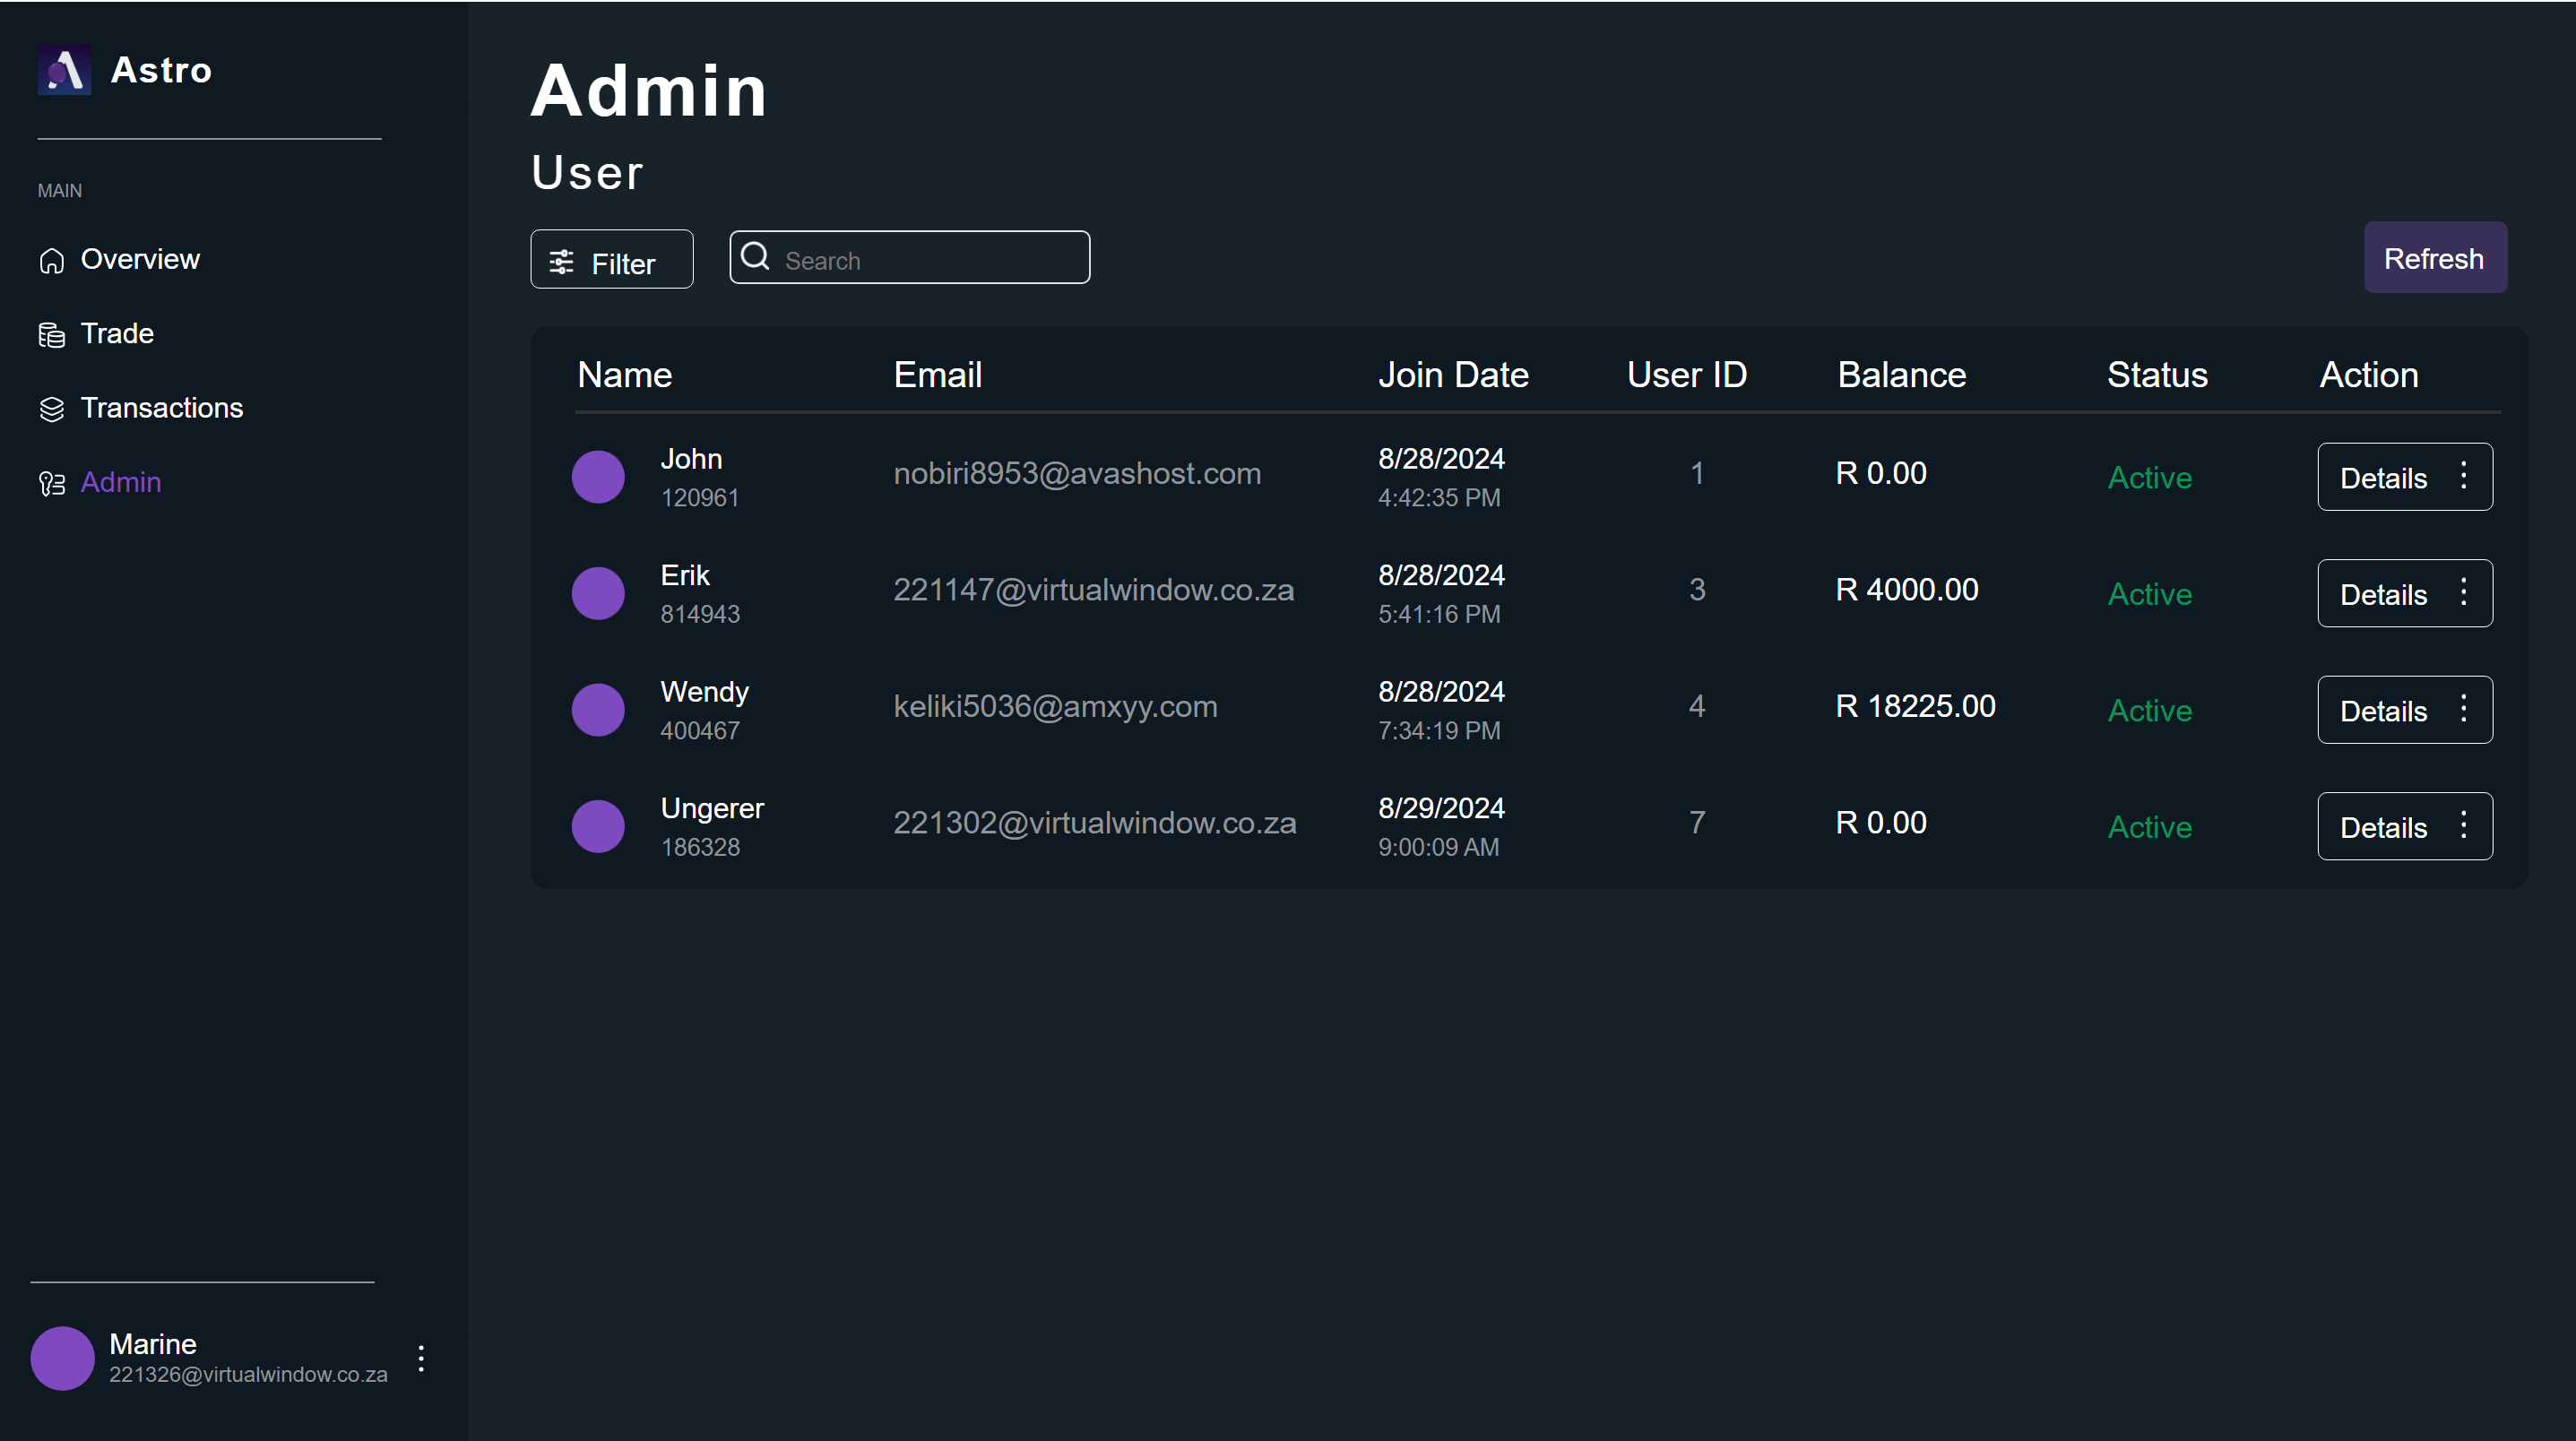 Astro
MAIN
Overview
Trade
Transactions
Admin
Marine
221326@virtualwindow.co.za
Admin
User
Filter
Search
Refresh
Name Email Join Date User ID Balance Status Action
John nobiri8953@avashost.com 8/28/2024 1 R 0.00 Active Details
120961 4:42:35 PM
Erik 221147@virtualwindow.co.za 8/28/2024 3 R 4000.00 Active Details
814943 5:41:16 PM
Wendy keliki5036@amxyy.com 8/28/2024 4 R 18225.00 Active Details
400467 7:34:19 PM
Ungerer 221302@virtualwindow.co.za 8/29/2024 7 R 0.00 Active Details
186328 9:00:09 AM